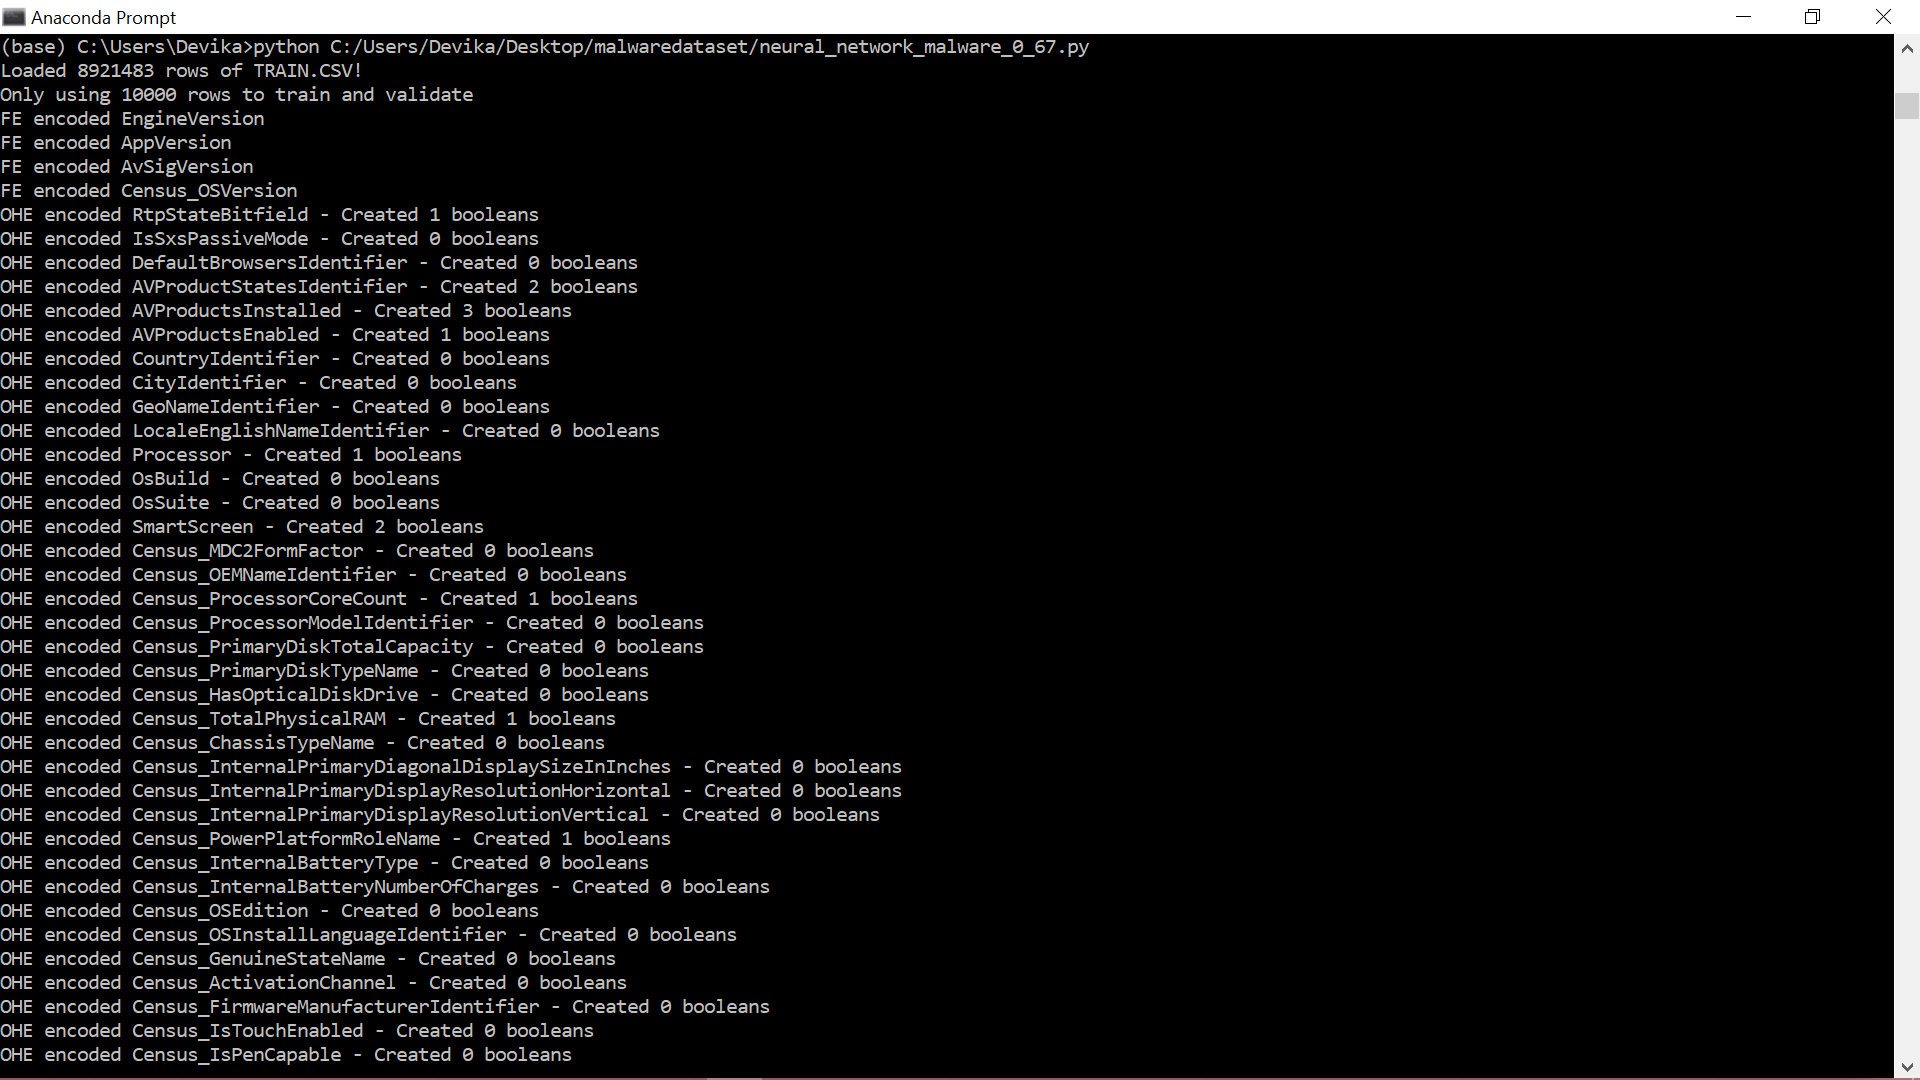 Anaconda Prompt
(base) C:\Users\Devika>python C:/Users/Devika/Desktop/malwaredataset/neural_network_malware_0_67.py
Loaded 8921483 rows of TRAIN.CSV!
Only using 10000 rows to train and validate
FE encoded EngineVersion
FE encoded AppVersion
FE encoded AvSigVersion
FE encoded Census_OSVersion
OHE encoded RtpStateBitfield - Created 1 booleans
OHE encoded IsSxsPassiveMode - Created 0 booleans
OHE encoded DefaultBrowsersIdentifier - Created 0 booleans
OHE encoded AVProductStatesIdentifier - Created 2 booleans
OHE encoded AVProductsInstalled - Created 3 booleans
OHE encoded AVProductsEnabled - Created 1 booleans
OHE encoded CountryIdentifier - Created 0 booleans
OHE encoded CityIdentifier - Created 0 booleans
OHE encoded GeoNameIdentifier - Created 0 booleans
OHE encoded LocaleEnglishNameIdentifier - Created 0 booleans
OHE encoded Processor - Created 1 booleans
OHE encoded OsBuild - Created 0 booleans
OHE encoded OsSuite - Created 0 booleans
OHE encoded SmartScreen - Created 2 booleans
OHE encoded Census_MDC2FormFactor - Created 0 booleans
OHE encoded Census_OEMNameIdentifier - Created 0 booleans
OHE encoded Census_ProcessorCoreCount - Created 1 booleans
OHE encoded Census_ProcessorModelIdentifier - Created 0 booleans
OHE encoded Census_PrimaryDiskTotalCapacity - Created 0 booleans
OHE encoded Census_PrimaryDiskTypeName - Created 0 booleans
OHE encoded Census_HasOpticalDiskDrive - Created 0 booleans
OHE encoded Census_TotalPhysicalRAM - Created 1 booleans
OHE encoded Census_ChassisTypeName - Created 0 booleans
OHE encoded Census_InternalPrimaryDiagonalDisplaySizeInInches - Created 0 booleans
OHE encoded Census_InternalPrimaryDisplayResolutionHorizontal - Created 0 booleans
OHE encoded Census_InternalPrimaryDisplayResolutionVertical - Created 0 booleans
OHE encoded Census_PowerPlatformRoleName - Created 1 booleans
OHE encoded Census_InternalBatteryType - Created 0 booleans
OHE encoded Census_InternalBatteryNumberOfCharges - Created 0 booleans
OHE encoded Census_OSEdition - Created 0 booleans
OHE encoded Census_OSInstallLanguageIdentifier - Created 0 booleans
OHE encoded Census_GenuineStateName - Created 0 booleans
OHE encoded Census_ActivationChannel - Created 0 booleans
OHE encoded Census_FirmwareManufacturerIdentifier - Created 0 booleans
OHE encoded Census_IsTouchEnabled - Created 0 booleans
OHE encoded Census_IsPenCapable - Created 0 booleans